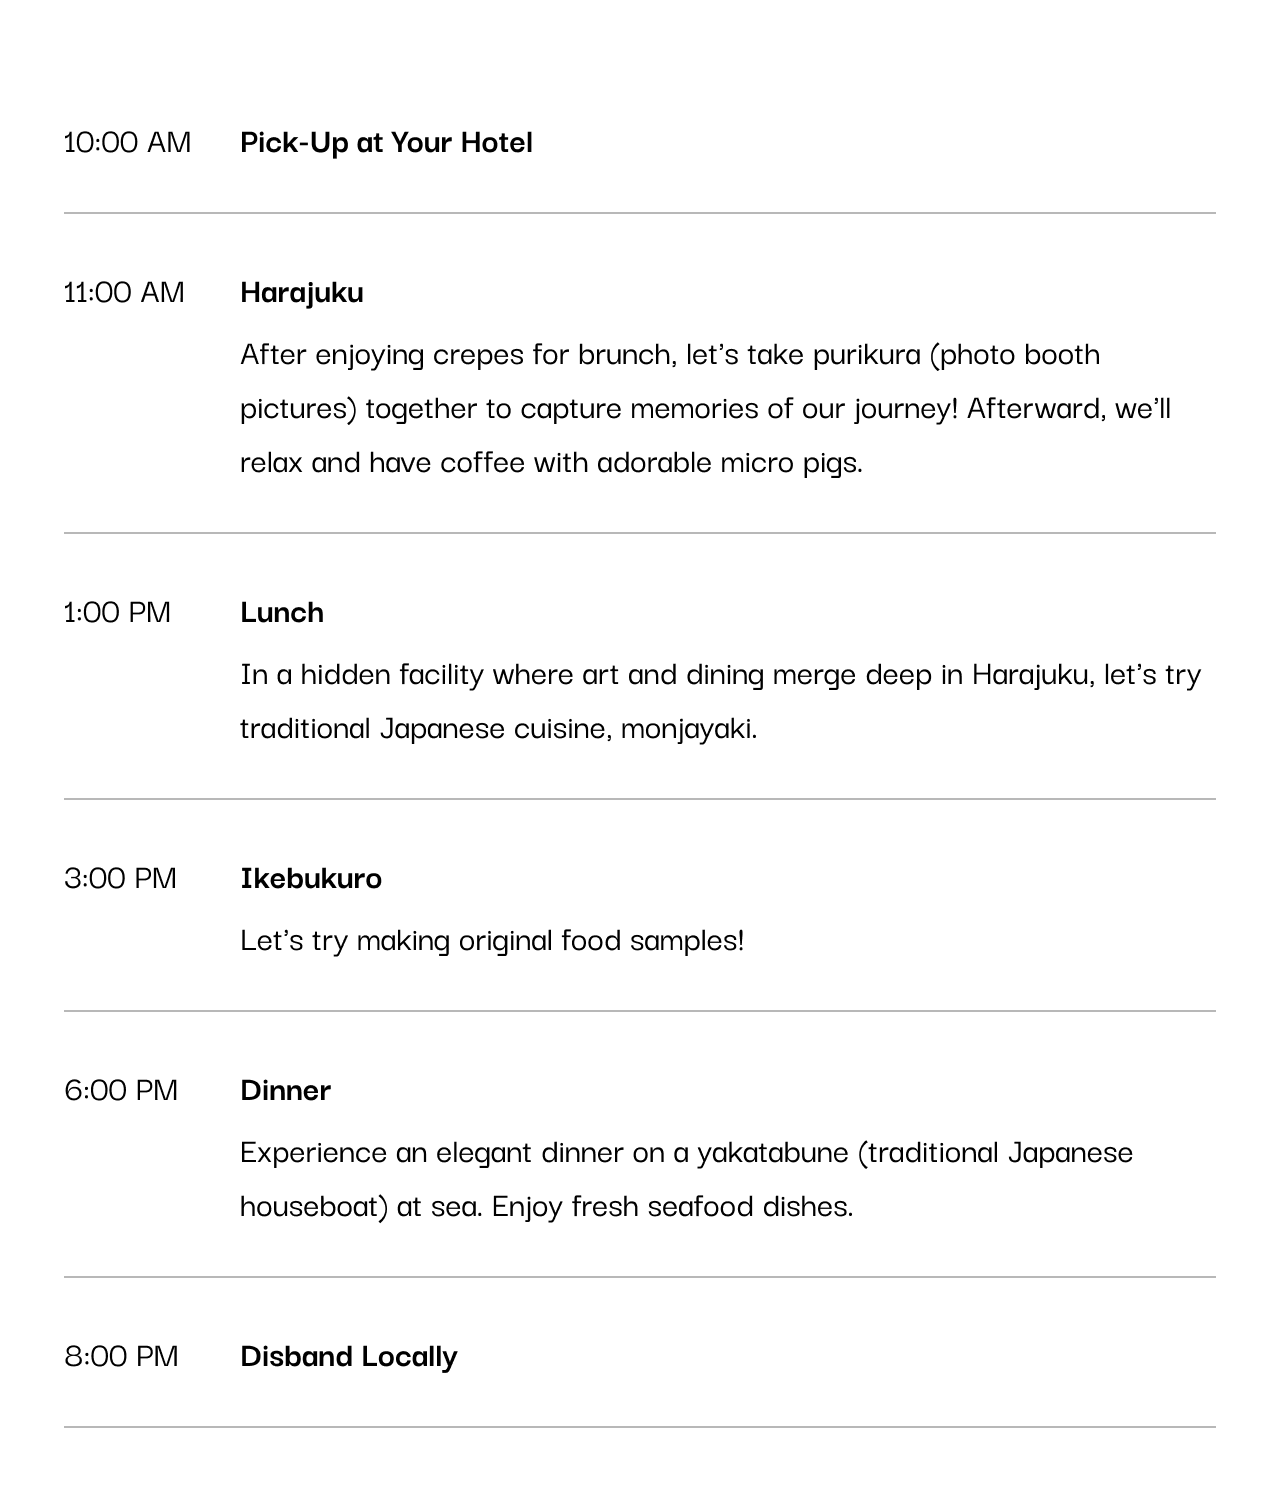 10:00 AM Pick-Up at Your Hotel
11:00 AM Harajuku
After enjoying crepes for brunch, let’s take purikura (photo booth
pictures) together to capture memories of our journey! Afterward, we’ll
relax and have coffee with adorable micro pigs.
1:00 PM Lunch
In a hidden facility where art and dining merge deep in Harajuku, let’s try
traditional Japanese cuisine, monjayaki.
3:00 PM Ikebukuro
Let’s try making original food samples!
6:00 PM Dinner
Experience an elegant dinner on a yakatabune (traditional Japanese
houseboat) at sea. Enjoy fresh seafood dishes.
8:00 PM Disband Locally